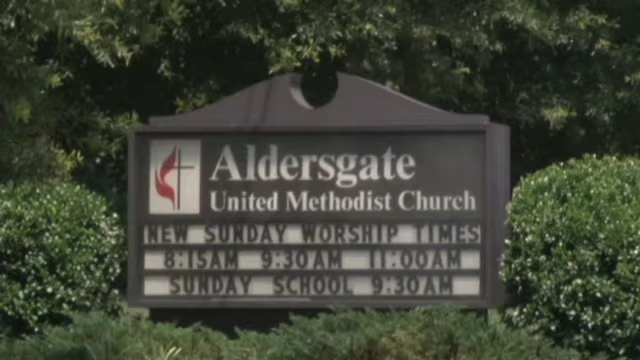 Aldersgate
United Methodist Church
NEW SUNDAY WORSHIP TIMES
8:15AM 9:30AM 11:00AM
SUNDAY SCHOOL 9:30AM